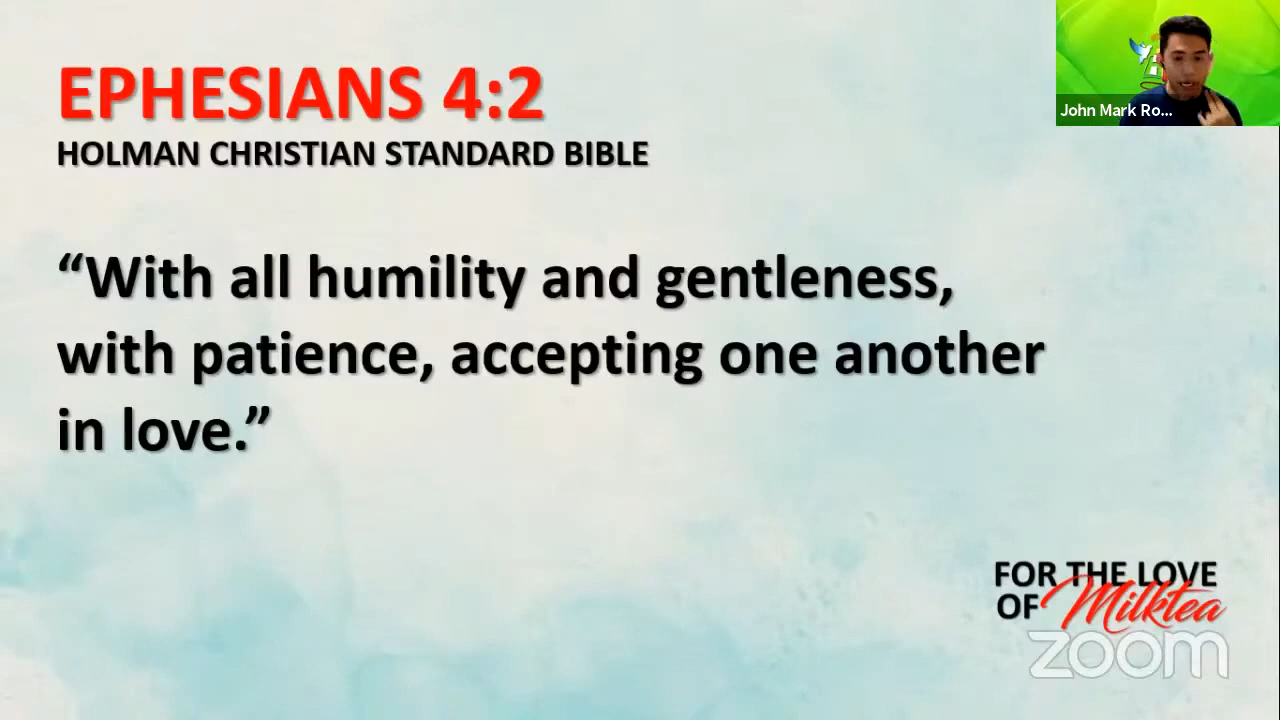 EPHESIANS 4:2
HOLMAN CHRISTIAN STANDARD BIBLE
“With all humility and gentleness,
with patience, accepting one another
in love.”
John Mark Ro...
FOR THE LOVE
OF Milktea
zoom